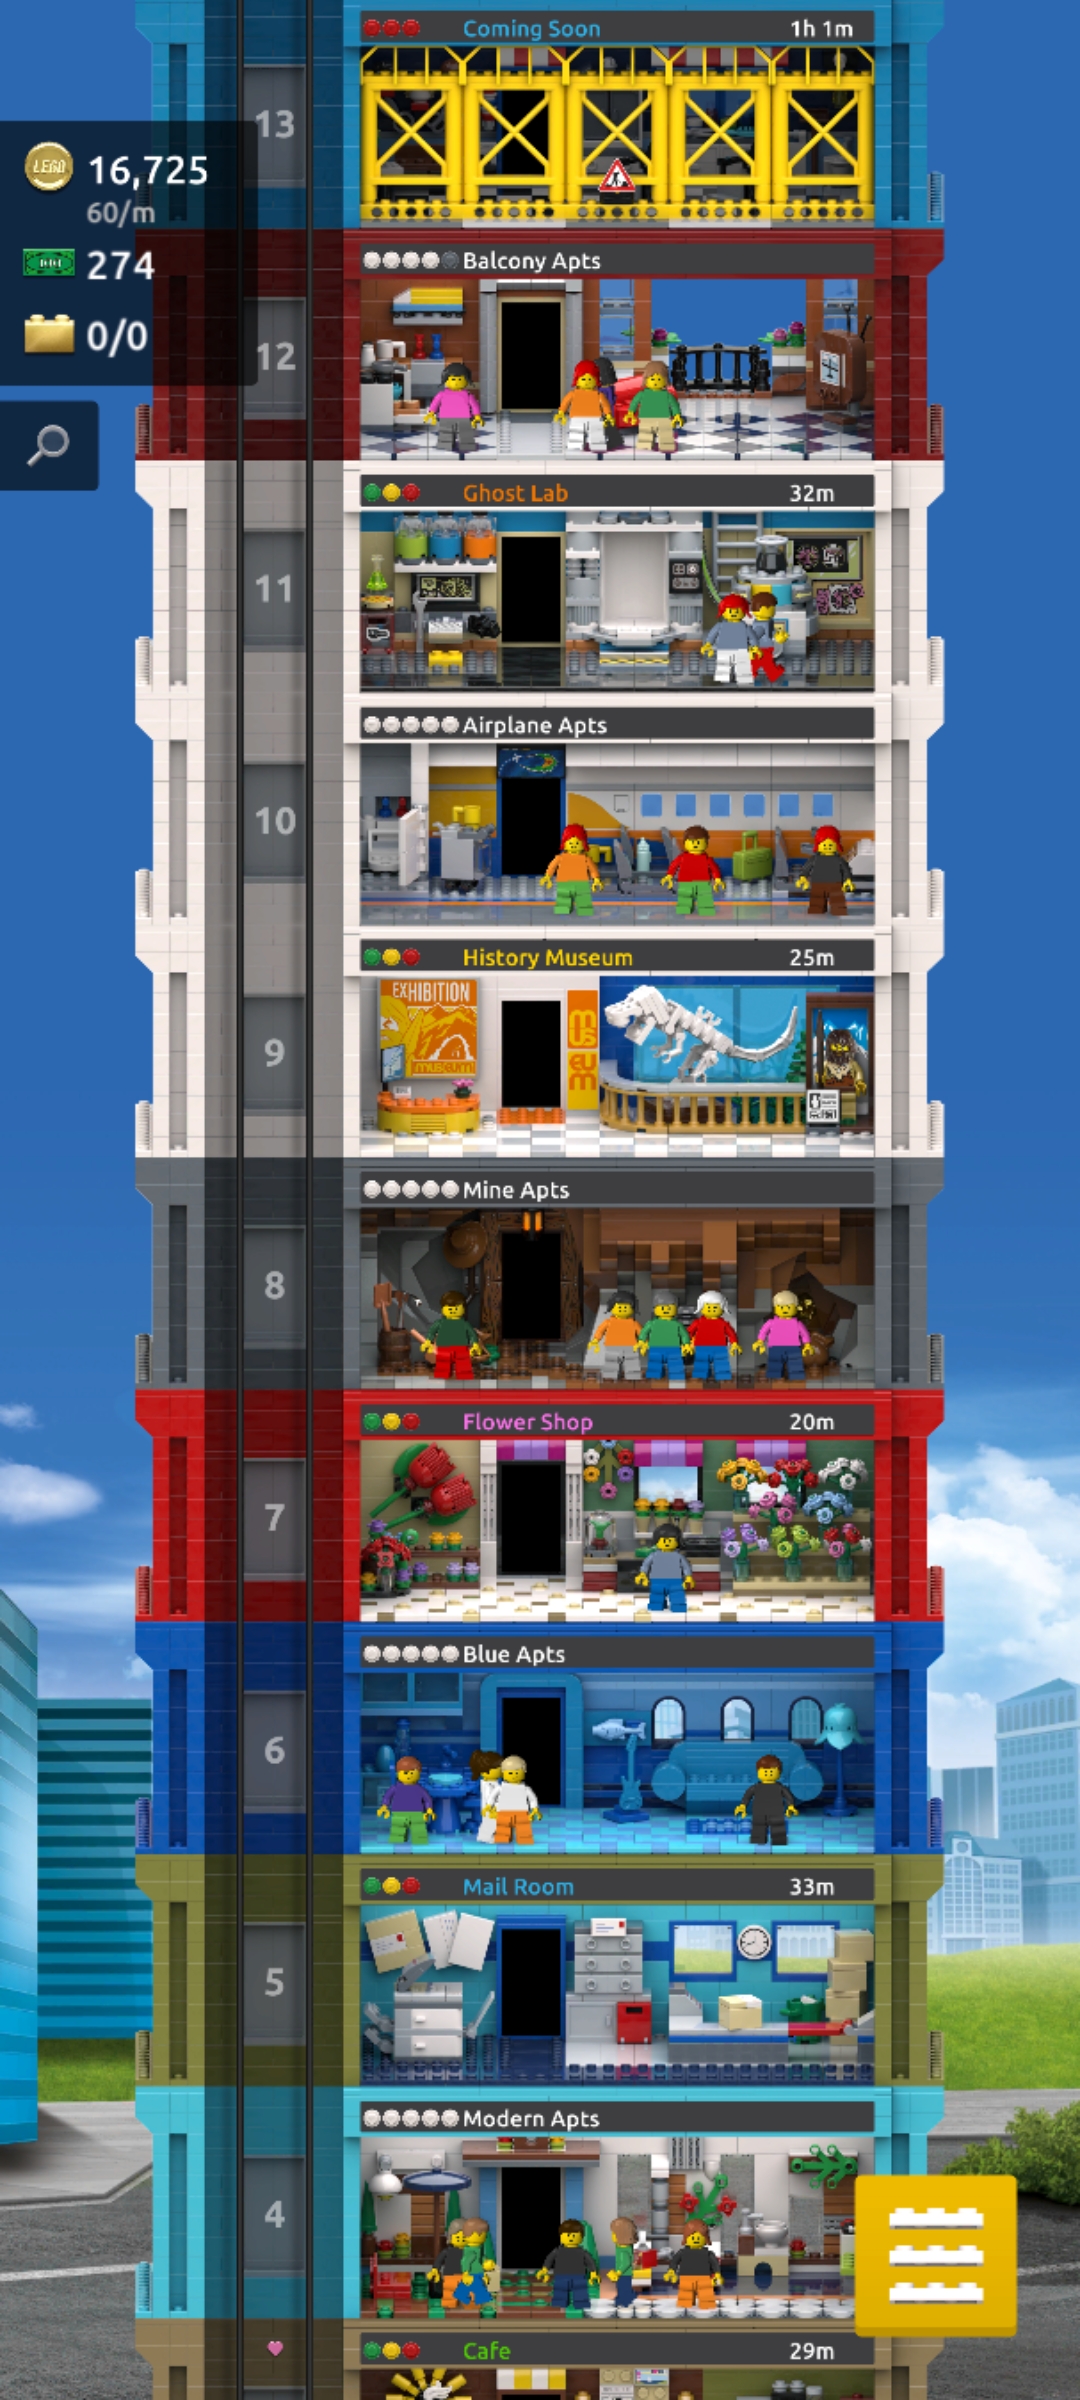 Coming Soon 1h 1m
13
LEGO 16,725
60/m
274
0/0
Balcony Apts
12
Ghost Lab 32m
11
Airplane Apts
10
History Museum 25m
EXHIBITION
museum
museum
9
Mine Apts
8
Flower Shop 20m
7
Blue Apts
6
Mail Room 33m
5
Modern Apts
4
Cafe 29m